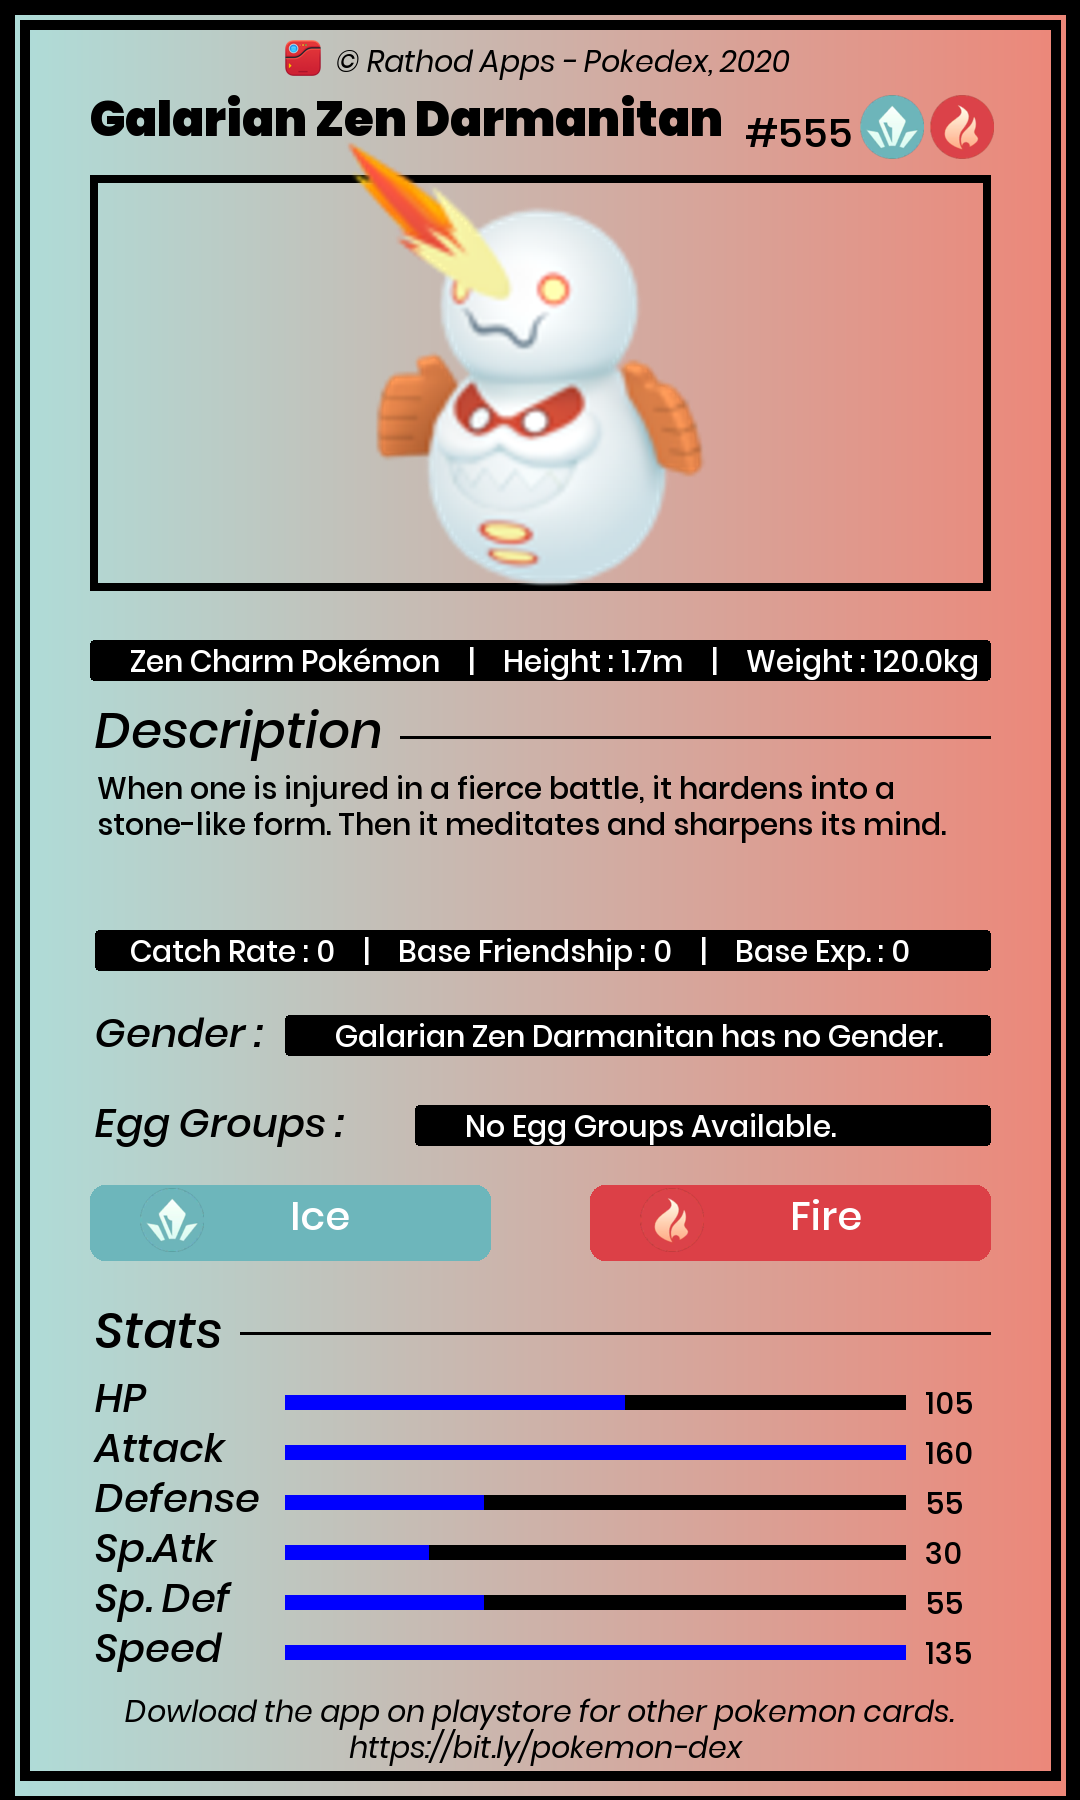 © Rathod Apps - Pokedex, 2020
Galarian Zen Darmanitan #555
Zen Charm Pokémon | Height : 1.7m | Weight : 120.0kg
Description
When one is injured in a fierce battle, it hardens into a
stone-like form. Then it meditates and sharpens its mind.
Catch Rate : 0 | Base Friendship : 0 | Base Exp. : 0
Gender : Galarian Zen Darmanitan has no Gender.
Egg Groups : No Egg Groups Available.
Ice Fire
Stats
HP 105
Attack 160
Defense 55
Sp.Atk 30
Sp. Def 55
Speed 135
Dowload the app on playstore for other pokemon cards.
https://bit.ly/pokemon-dex